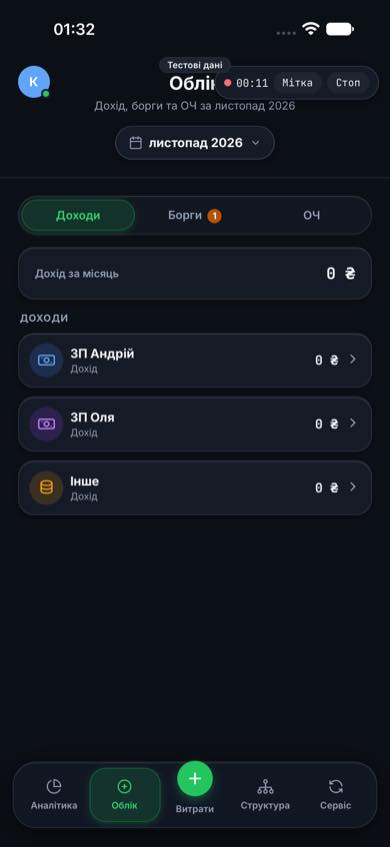 01:32
Тестові дані
К
Облік
00:11 Мітка Стоп
Дохід, борги та ОЧ за листопад 2026
листопад 2026
Доходи Борги 1 ОЧ
Дохід за місяць 0 ₴
ДОХОДИ
ЗП Андрій
Дохід
0 ₴
ЗП Оля
Дохід
0 ₴
Інше
Дохід
0 ₴
Аналітика Облік Витрати Структура Сервіс